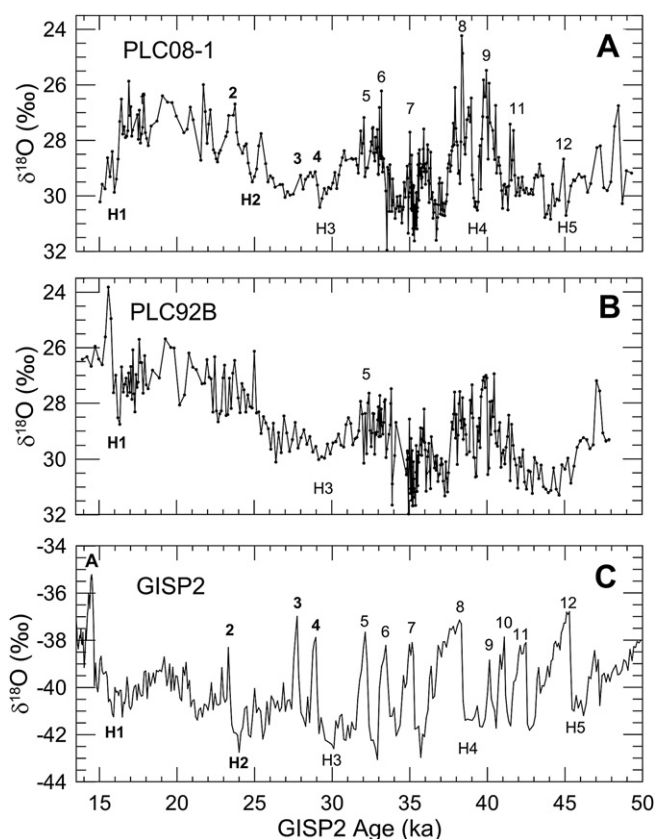 24
26
28
30
32
δ18O (‰)
PLC08-1
A
H1
2
H2
3
4
H3
5
6
7
8
H4
9
11
12
H5
24
26
28
30
32
δ18O (‰)
PLC92B
B
H1
H3
5
-34
-36
-38
-40
-42
-44
δ18O (‰)
A
GISP2
C
H1
2
H2
3
4
H3
5
6
7
8
H4
9
10
11
12
H5
15 20 25 30 35 40 45 50
GISP2 Age (ka)